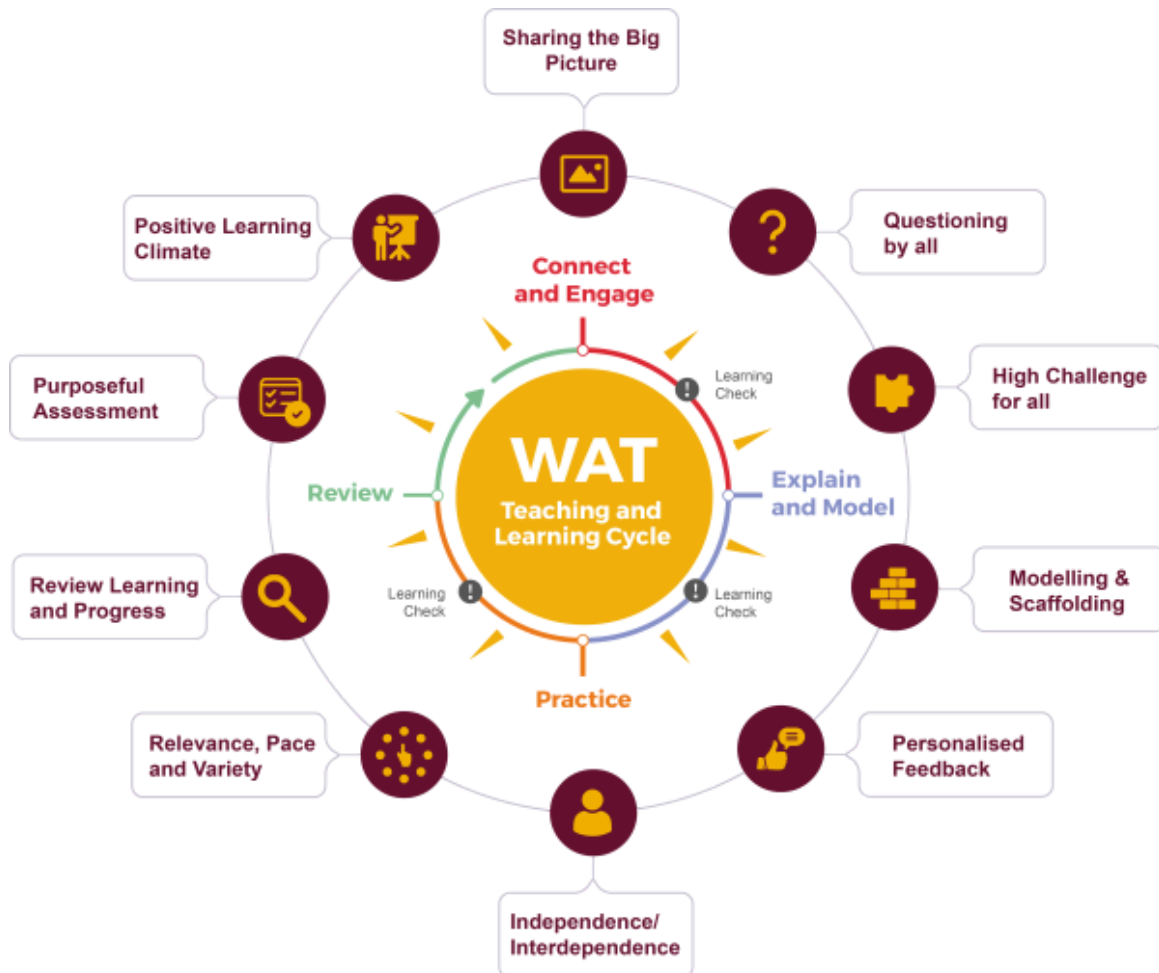 Sharing the Big
Picture
Questioning
by all
High Challenge
for all
Modelling &
Scaffolding
Personalised
Feedback
Independence/
Interdependence
Relevance, Pace
and Variety
Review Learning
and Progress
Purposeful
Assessment
Positive Learning
Climate
Connect
and Engage
Learning
Check
Explain
and Model
Learning
Check
Practice
Learning
Check
Review
WAT
Teaching and
Learning Cycle